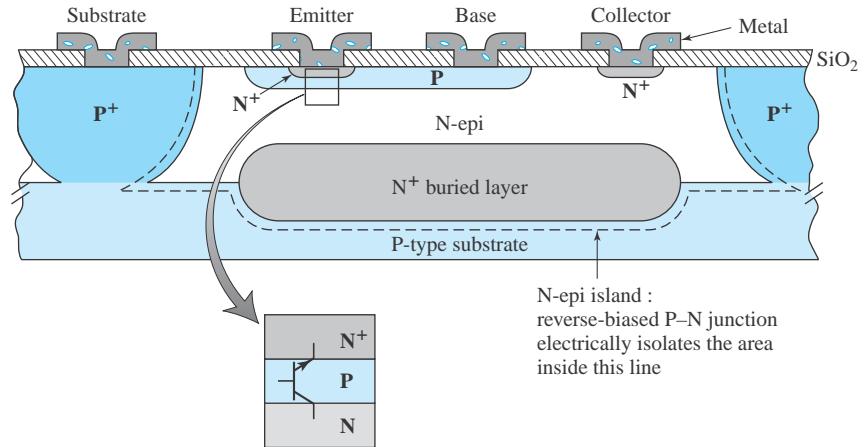 Substrate
Emitter
Base
Collector
Metal
SiO2
P+
N+
P
N+
P+
N-epi
N+ buried layer
P-type substrate
N-epi island :
reverse-biased P–N junction
electrically isolates the area
inside this line
N+
P
N